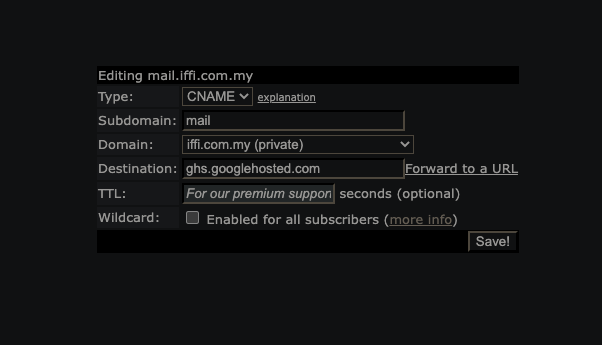 Editing mail.iffi.com.my
Type: CNAME explanation
Subdomain: mail
Domain: iffi.com.my (private)
Destination: ghs.googlehosted.com Forward to a URL
TTL: For our premium suppor seconds (optional)
Wildcard: Enabled for all subscribers (more info)
Save!